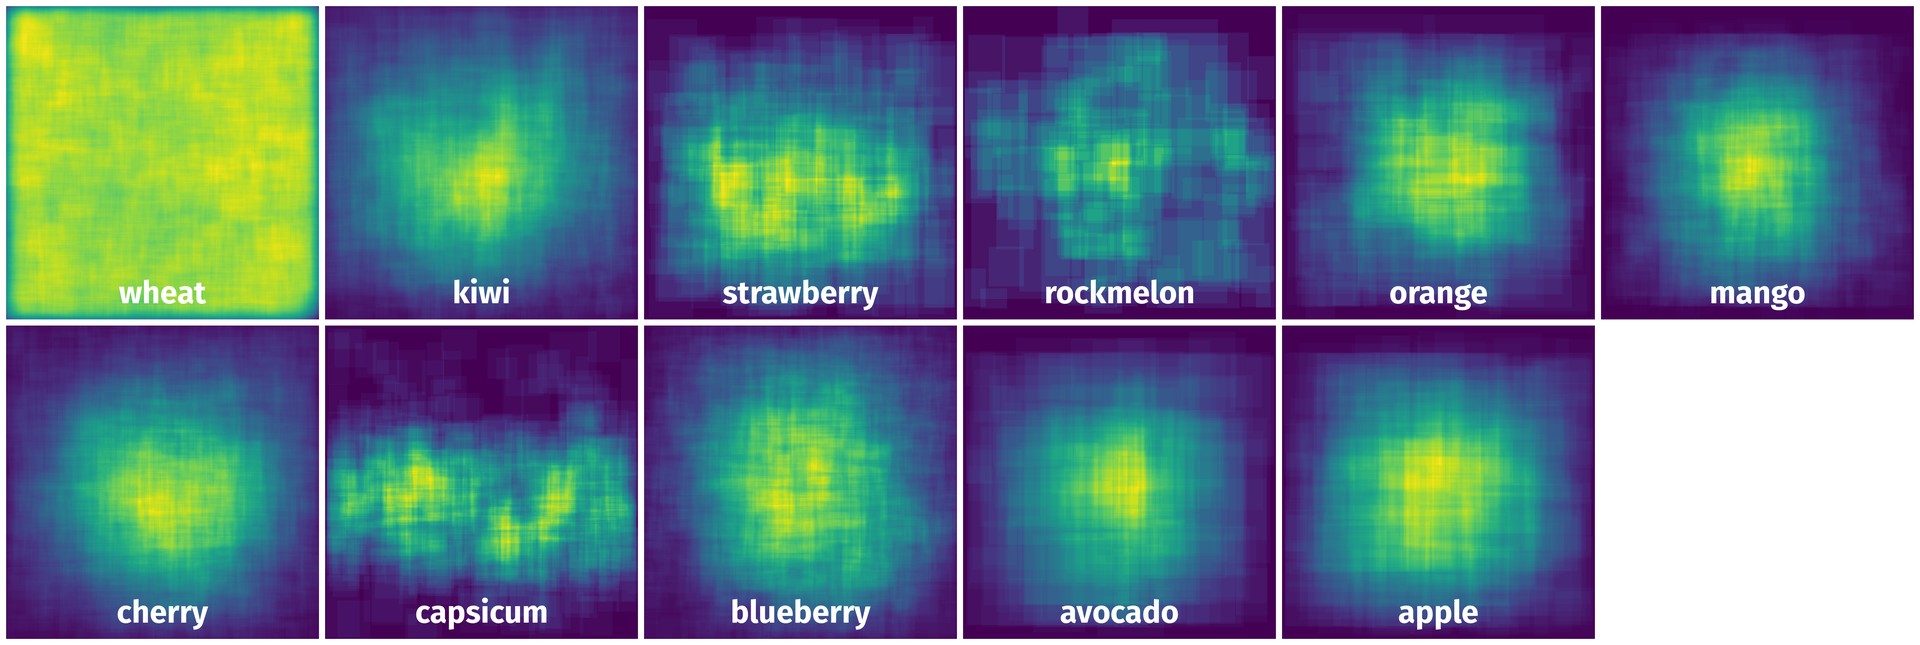 wheat
kiwi
strawberry
rockmelon
orange
mango
cherry
capsicum
blueberry
avocado
apple